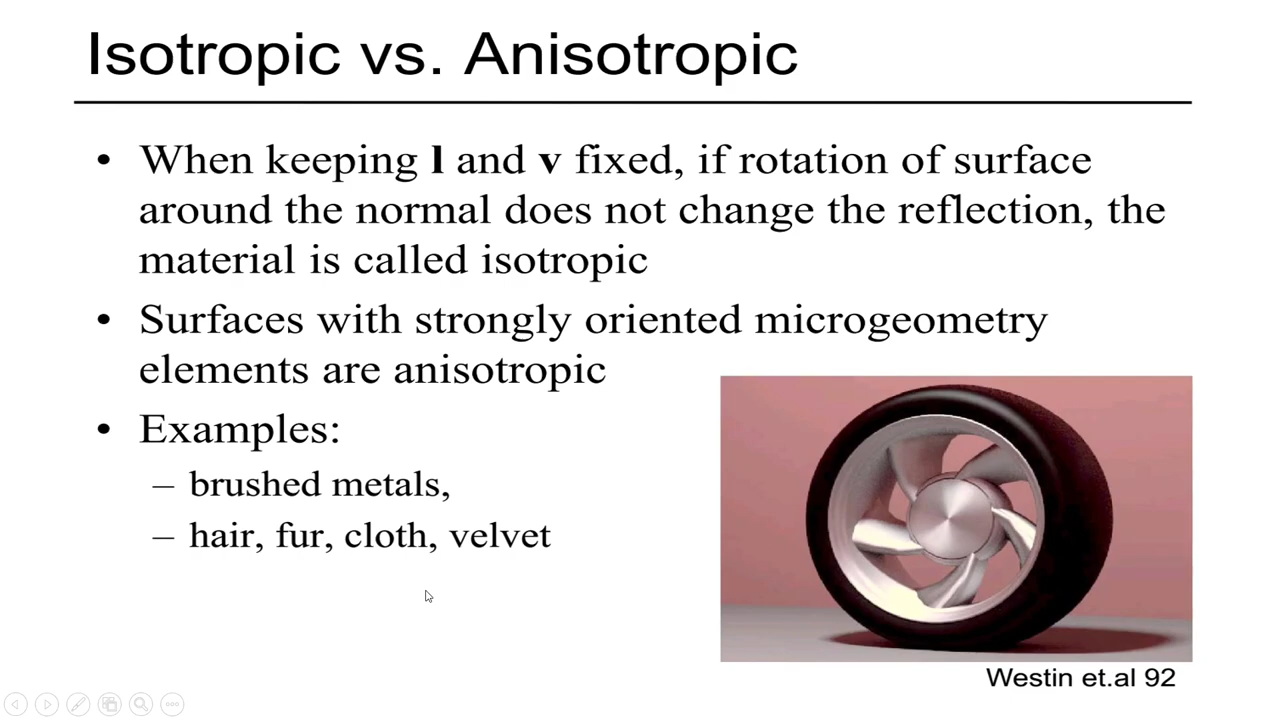 Isotropic vs. Anisotropic
• When keeping l and v fixed, if rotation of surface
around the normal does not change the reflection, the
material is called isotropic
• Surfaces with strongly oriented microgeometry
elements are anisotropic
• Examples:
– brushed metals,
– hair, fur, cloth, velvet
Westin et.al 92